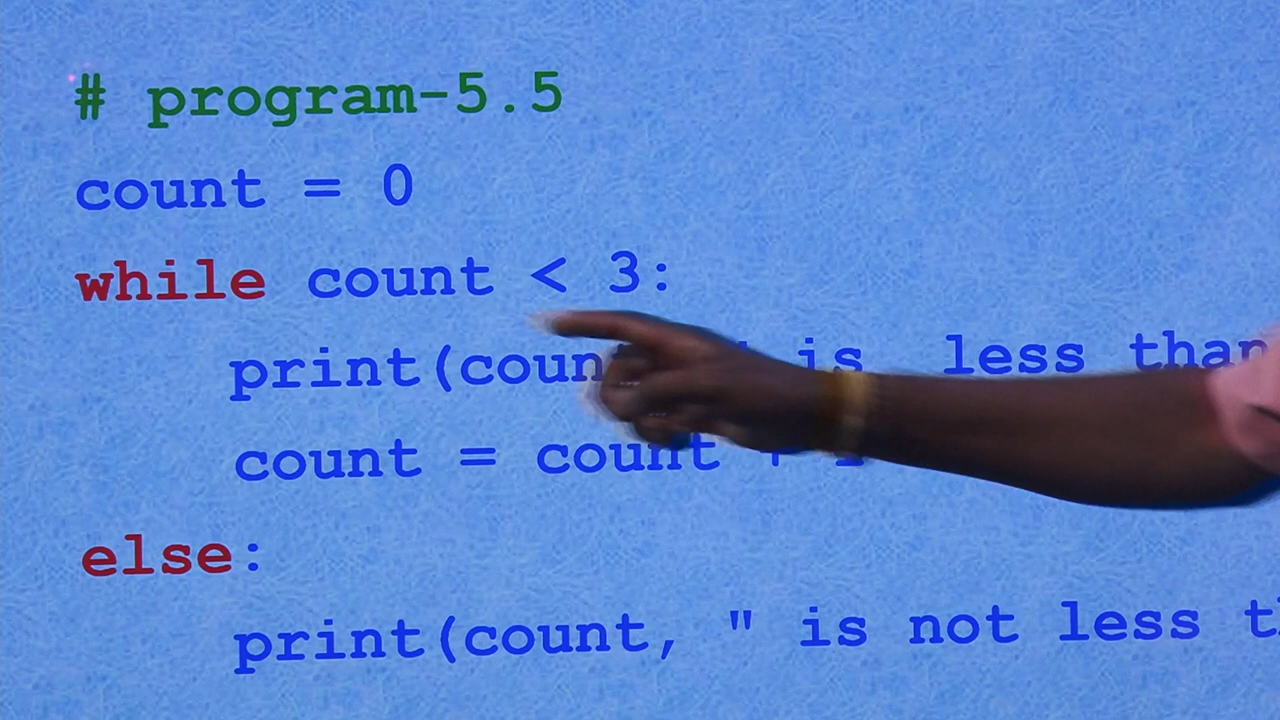 # program-5.5
count = 0
while count < 3:
print(coun is less than
count = count + 1
else:
print(count, " is not less t